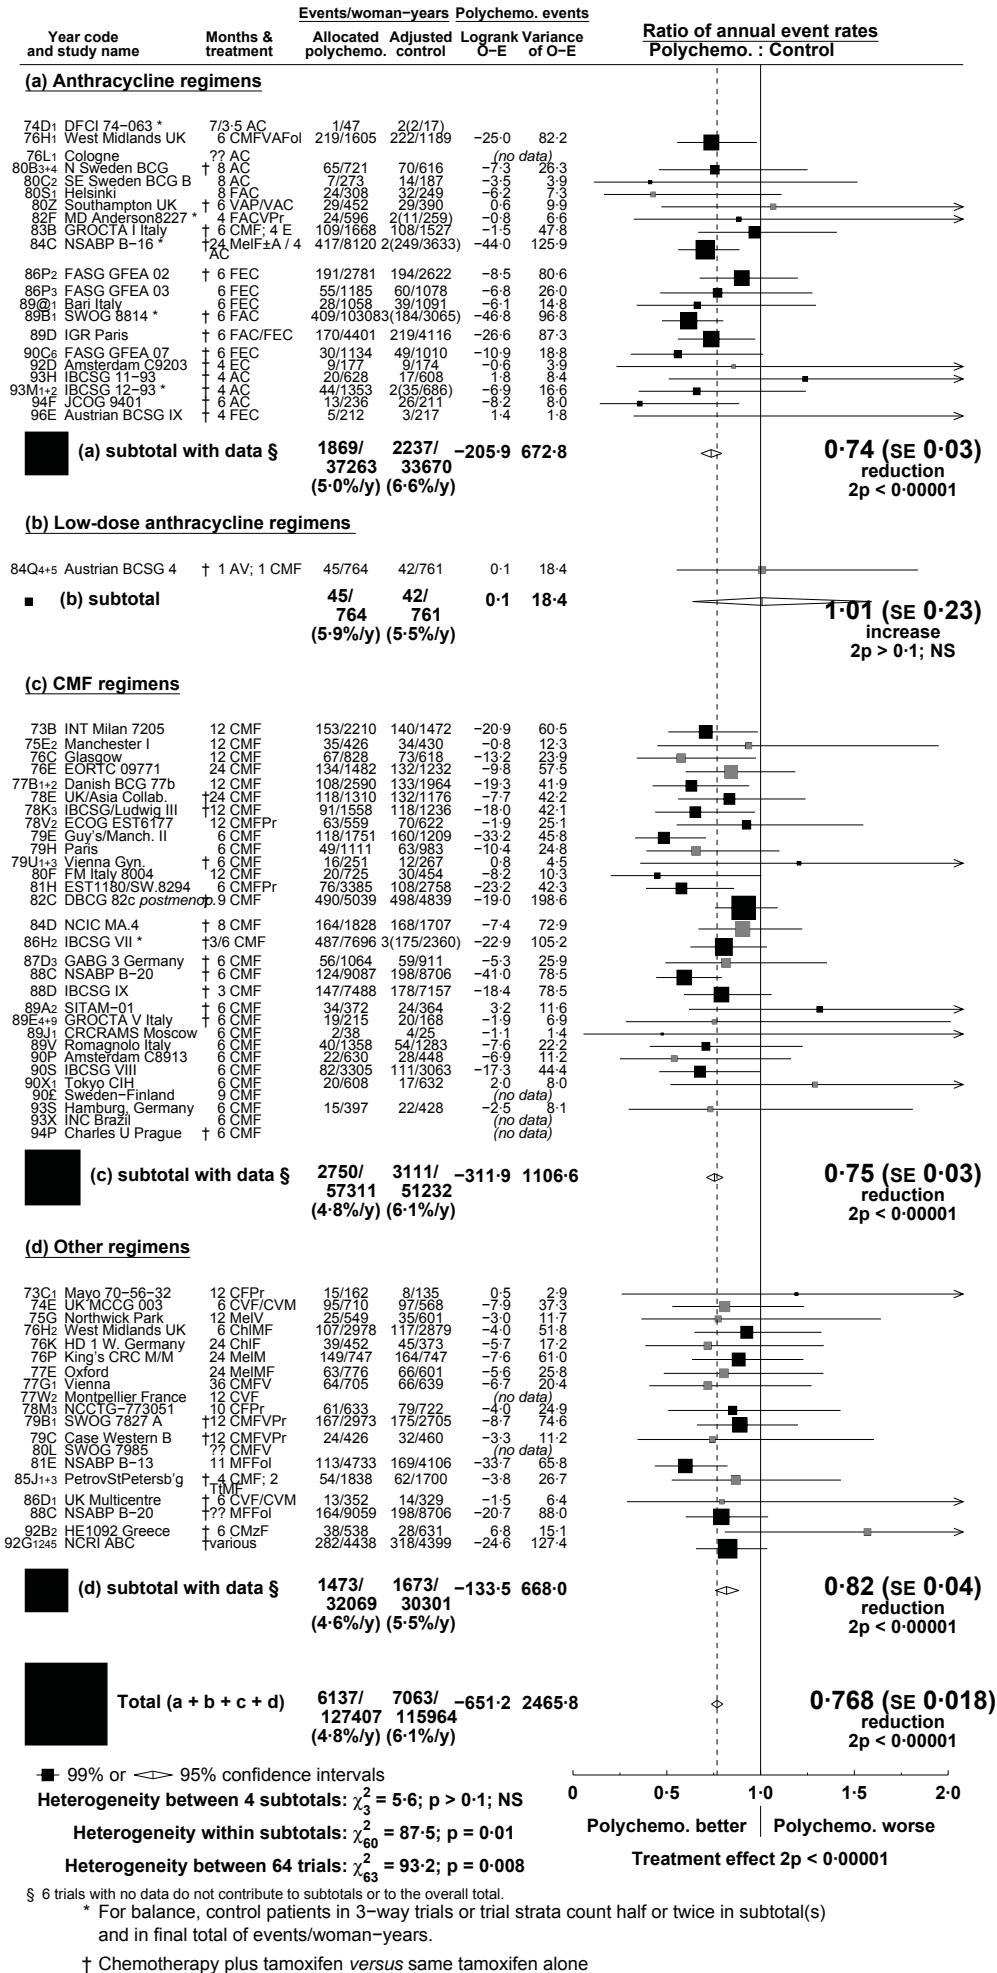 Events/woman−years Polychemo. events
Year code and study name Months & treatment Allocated polychemo. Adjusted control Logrank O−E Variance of O−E Ratio of annual event rates Polychemo. : Control
(a) Anthracycline regimens
74D1 DFCI 74−063 * 7/3·5 AC 1/47 2(2/17)
76H1 West Midlands UK 6 CMFVAFol 219/1605 222/1189 −25·0 82·2
76L1 Cologne ?? AC (no data)
80B3+4 N Sweden BCG † 8 AC 65/721 70/616 −7·3 26·3
80C2 SE Sweden BCG B 8 AC 7/273 14/187 −3·5 3·9
80S1 Helsinki 8 FAC 24/308 32/249 −6·2 7·3
80Z Southampton UK † 6 VAP/VAC 29/452 29/390 0·6 9·9
82F MD Anderson8227 * † 4 FACVPr 24/596 2(11/259) −0·8 6·6
83B GROCTA I Italy † 6 CMF; 4 E 109/1668 108/1527 −1·5 47·8
84C NSABP B−16 * †24 MelF±A / 4 AC 417/8120 2(249/3633) −44·0 125·9
86P2 FASG GFEA 02 † 6 FEC 191/2781 194/2622 −8·5 80·6
86P3 FASG GFEA 03 6 FEC 55/1185 60/1078 −6·8 26·0
89@1 Bari Italy 6 FEC 28/1058 39/1091 −6·1 14·8
89B1 SWOG 8814 * † 6 FAC 409/10308 3(184/3065) −46·8 96·8
89D IGR Paris † 6 FAC/FEC 170/4401 219/4116 −26·6 87·3
90C6 FASG GFEA 07 † 6 FEC 30/1134 49/1010 −10·9 18·8
92D Amsterdam C9203 † 4 EC 9/177 9/174 −0·6 3·9
93H IBCSG 11−93 † 4 AC 20/628 17/608 1·8 8·4
93M1+2 IBCSG 12−93 * † 4 AC 44/1353 2(35/686) −6·9 16·6
94F JCOG 9401 † 6 AC 13/236 26/211 −8·2 8·0
96E Austrian BCSG IX † 4 FEC 5/212 3/217 1·4 1·8
(a) subtotal with data § 1869/37263 (5·0%/y) 2237/33670 (6·6%/y) −205·9 672·8 0·74 (SE 0·03) reduction 2p < 0·00001
(b) Low−dose anthracycline regimens
84Q4+5 Austrian BCSG 4 † 1 AV; 1 CMF 45/764 42/761 0·1 18·4
(b) subtotal 45/764 (5·9%/y) 42/761 (5·5%/y) 0·1 18·4 1·01 (SE 0·23) increase 2p > 0·1; NS
(c) CMF regimens
73B INT Milan 7205 12 CMF 153/2210 140/1472 −20·9 60·5
75E2 Manchester I 12 CMF 35/426 34/430 −0·8 12·3
76C Glasgow 12 CMF 67/828 73/618 −13·2 23·9
76E EORTC 09771 24 CMF 134/1482 132/1232 −9·8 57·5
77B1+2 Danish BCG 77b 12 CMF 108/2590 133/1964 −19·3 41·9
78E UK/Asia Collab. †24 CMF 118/1310 132/1176 −7·7 42·2
78K3 IBCSG/Ludwig III †12 CMF 91/1558 118/1236 −18·0 42·1
78V2 ECOG EST6177 12 CMFPr 63/559 70/622 −1·9 25·1
79E Guy's/Manch. II 6 CMF 118/1751 160/1209 −33·2 45·8
79H Paris 6 CMF 49/1111 63/983 −10·4 24·8
79U1+3 Vienna Gyn. † 6 CMF 16/251 12/267 0·8 4·5
80F FM Italy 8004 12 CMF 20/725 30/454 −8·2 10·3
81H EST1180/SW.8294 6 CMFPr 76/3385 108/2758 −23·2 42·3
82C DBCG 82c postmenop. † 9 CMF 490/5039 498/4839 −19·0 198·6
84D NCIC MA.4 † 8 CMF 164/1828 168/1707 −7·4 72·9
86H2 IBCSG VII * †3/6 CMF 487/7696 3(175/2360) −22·9 105·2
87D3 GABG 3 Germany † 6 CMF 56/1064 59/911 −5·3 25·9
88C NSABP B−20 † 6 CMF 124/9087 198/8706 −41·0 78·5
88D IBCSG IX † 3 CMF 147/7488 178/7157 −18·4 78·5
89A2 SITAM−01 † 6 CMF 34/372 24/364 3·2 11·6
89E4+9 GROCTA V Italy † 6 CMF 19/215 20/168 −1·9 6·9
89J1 CRCRAMS Moscow 6 CMF 2/38 4/25 −1·1 1·4
89V Romagnolo Italy 6 CMF 40/1358 54/1283 −7·6 22·2
90P Amsterdam C8913 6 CMF 22/630 28/448 −6·9 11·2
90S IBCSG VIII 6 CMF 82/3305 111/3063 −17·3 44·4
90X1 Tokyo CIH 6 CMF 20/608 17/632 2·0 8·0
90£ Sweden−Finland 9 CMF (no data)
93S Hamburg, Germany 6 CMF 15/397 22/428 −2·5 8·1
93X INC Brazil 6 CMF (no data)
94P Charles U Prague † 6 CMF (no data)
(c) subtotal with data § 2750/57311 (4·8%/y) 3111/51232 (6·1%/y) −311·9 1106·6 0·75 (SE 0·03) reduction 2p < 0·00001
(d) Other regimens
73C1 Mayo 70−56−32 12 CFPr 15/162 8/135 0·5 2·9
74E UK MCCG 003 6 CVF/CVM 95/710 97/568 −7·9 37·3
75G Northwick Park 12 MelV 25/549 35/601 −3·0 11·7
76H2 West Midlands UK 6 ChlMF 107/2978 117/2879 −4·0 51·8
76K HD 1 W. Germany 24 ChlF 39/452 45/373 −5·7 17·2
76P King's CRC M/M 24 MelM 149/747 164/747 −7·6 61·0
77E Oxford 24 MelMF 63/776 66/601 −5·6 25·8
77G1 Vienna 36 CMFV 64/705 66/639 −6·7 20·4
77W2 Montpellier France 12 CVF (no data)
78M3 NCCTG−773051 10 CFPr 61/633 79/722 −4·0 24·9
79B1 SWOG 7827 A †12 CMFVPr 167/2973 175/2705 −8·7 74·6
79C Case Western B †12 CMFVPr 24/426 32/460 −3·3 11·2
80L SWOG 7985 ?? CMFV (no data)
81E NSABP B−13 11 MFFol 113/4733 169/4106 −33·7 65·8
85J1+3 PetrovStPetersb'g † 4 CMF; 2 TtMF 54/1838 62/1700 −3·8 26·7
86D1 UK Multicentre † 6 CVF/CVM 13/352 14/329 −1·5 6·4
88C NSABP B−20 †?? MFFol 164/9059 198/8706 −20·7 88·0
92B2 HE1092 Greece † 6 CMzF 38/538 28/631 6·8 15·1
92G1245 NCRI ABC †various 282/4438 318/4399 −24·6 127·4
(d) subtotal with data § 1473/32069 (4·6%/y) 1673/30301 (5·5%/y) −133·5 668·0 0·82 (SE 0·04) reduction 2p < 0·00001
Total (a + b + c + d) 6137/127407 (4·8%/y) 7063/115964 (6·1%/y) −651·2 2465·8 0·768 (SE 0·018) reduction 2p < 0·00001
99% or 95% confidence intervals
0 0·5 1·0 1·5 2·0
Heterogeneity between 4 subtotals: χ²₃ = 5·6; p > 0·1; NS
Polychemo. better Polychemo. worse
Heterogeneity within subtotals: χ²₆₀ = 87·5; p = 0·01
Heterogeneity between 64 trials: χ²₆₃ = 93·2; p = 0·008
Treatment effect 2p < 0·00001
§ 6 trials with no data do not contribute to subtotals or to the overall total.
* For balance, control patients in 3−way trials or trial strata count half or twice in subtotal(s)
and in final total of events/woman−years.
† Chemotherapy plus tamoxifen versus same tamoxifen alone